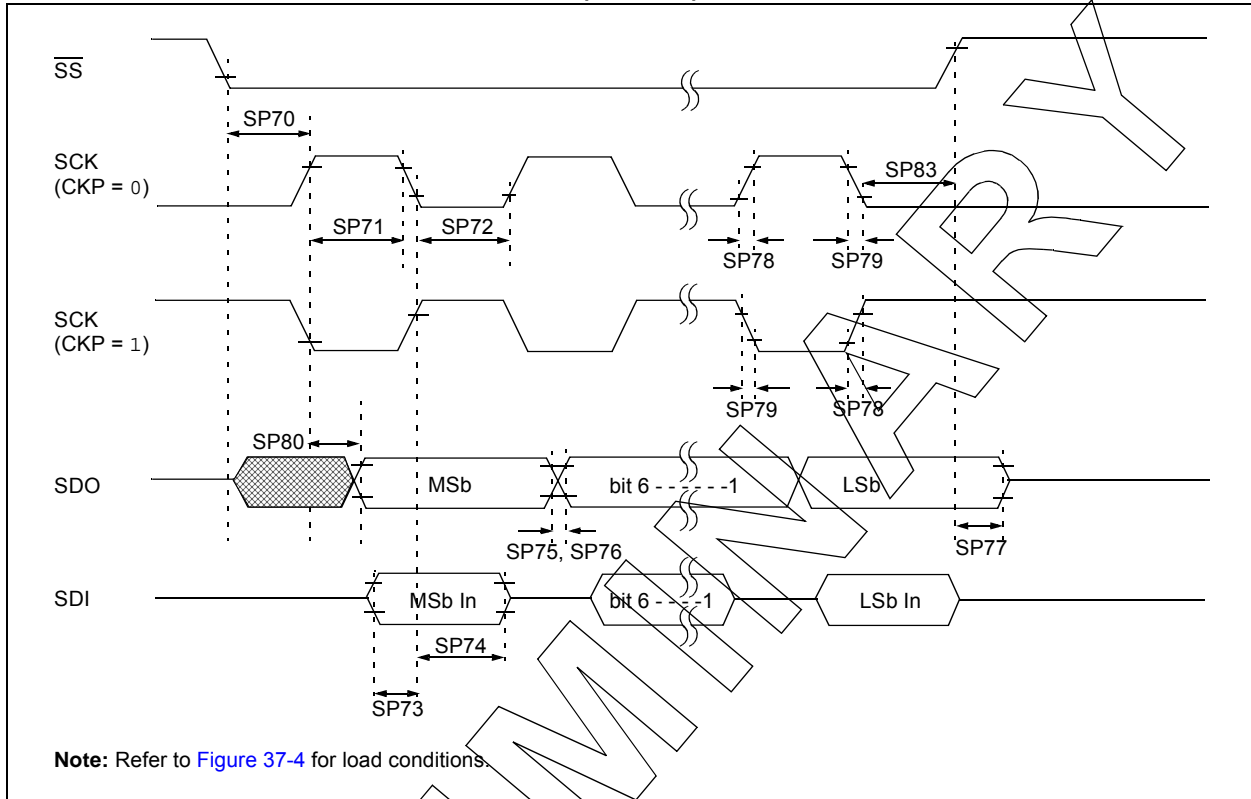 SS
SP70
SCK
(CKP = 0)
SP83
SP71
SP72
SP78
SP79
SCK
(CKP = 1)
SP79
SP78
SP80
SDO
MSb
bit 6 - - - - - -1
LSb
SP75, SP76
SP77
SDI
MSb In
bit 6 - - - -1
LSb In
SP74
SP73
Note: Refer to Figure 37-4 for load conditions.
M I N A R Y